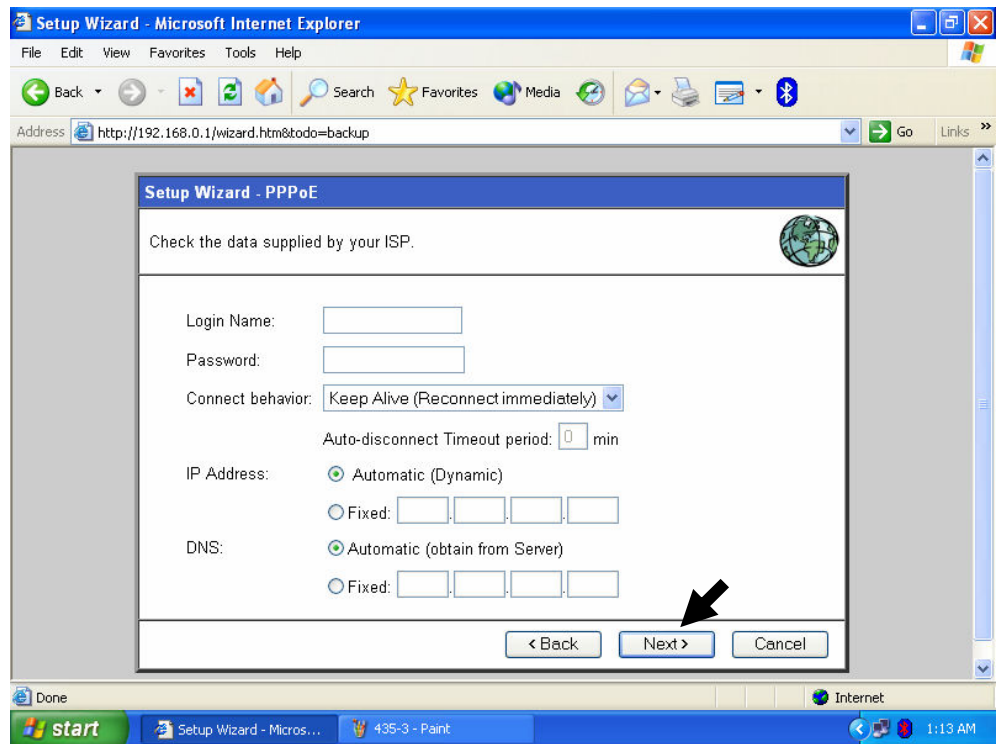 Setup Wizard - Microsoft Internet Explorer
File Edit View Favorites Tools Help
Back Search Favorites Media
Address http://192.168.0.1/wizard.htm&todo=backup Go Links »
Setup Wizard - PPPoE
Check the data supplied by your ISP.
Login Name:
Password:
Connect behavior: Keep Alive (Reconnect immediately)
Auto-disconnect Timeout period: 0 min
IP Address: Automatic (Dynamic)
Fixed: . . .
DNS: Automatic (obtain from Server)
Fixed: . . .
< Back Next > Cancel
Done Internet
start Setup Wizard - Micros... 435-3 - Paint 1:13 AM